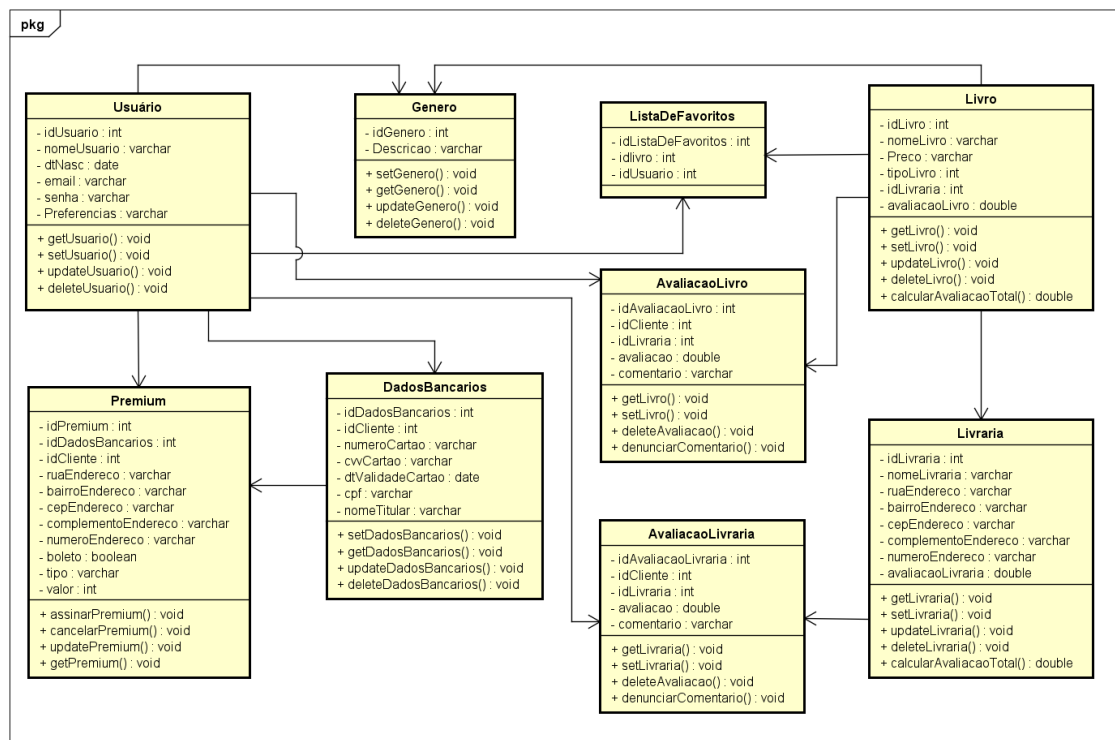 pkg
Usuário
- idUsuario : int
- nomeUsuario : varchar
- dtNasc : date
- email : varchar
- senha : varchar
- Preferencias : varchar
+ getUsuario() : void
+ setUsuario() : void
+ updateUsuario() : void
+ deleteUsuario() : void
Genero
- idGenero : int
- Descricao : varchar
+ setGenero() : void
+ getGenero() : void
+ updateGenero() : void
+ deleteGenero() : void
ListaDeFavoritos
- idListaDeFavoritos : int
- idlivro : int
- idUsuario : int
Livro
- idLivro : int
- nomeLivro : varchar
- Preco : varchar
- tipoLivro : int
- idLivraria : int
- avaliacaoLivro : double
+ getLivro() : void
+ setLivro() : void
+ updateLivro() : void
+ deleteLivro() : void
+ calcularAvaliacaoTotal() : double
AvaliacaoLivro
- idAvaliacaoLivro : int
- idCliente : int
- idLivraria : int
- avaliacao : double
- comentario : varchar
+ getLivro() : void
+ setLivro() : void
+ deleteAvaliacao() : void
+ denunciarComentario() : void
Premium
- idPremium : int
- idDadosBancarios : int
- idCliente : int
- ruaEndereco : varchar
- bairroEndereco : varchar
- cepEndereco : varchar
- complementoEndereco : varchar
- numeroEndereco : varchar
- boleto : boolean
- tipo : varchar
- valor : int
+ assinarPremium() : void
+ cancelarPremium() : void
+ updatePremium() : void
+ getPremium() : void
DadosBancarios
- idDadosBancarios : int
- idCliente : int
- numeroCartao : varchar
- cvvCartao : varchar
- dtValidadeCartao : date
- cpf : varchar
- nomeTitular : varchar
+ setDadosBancarios() : void
+ getDadosBancarios() : void
+ updateDadosBancarios() : void
+ deleteDadosBancarios() : void
AvaliacaoLivraria
- idAvaliacaoLivraria : int
- idCliente : int
- idLivraria : int
- avaliacao : double
- comentario : varchar
+ getLivraria() : void
+ setLivraria() : void
+ deleteAvaliacao() : void
+ denunciarComentario() : void
Livraria
- idLivraria : int
- nomeLivraria : varchar
- ruaEndereco : varchar
- bairroEndereco : varchar
- cepEndereco : varchar
- complementoEndereco : varchar
- numeroEndereco : varchar
- avaliacaoLivraria : double
+ getLivraria() : void
+ setLivraria() : void
+ updateLivraria() : void
+ deleteLivraria() : void
+ calcularAvaliacaoTotal() : double